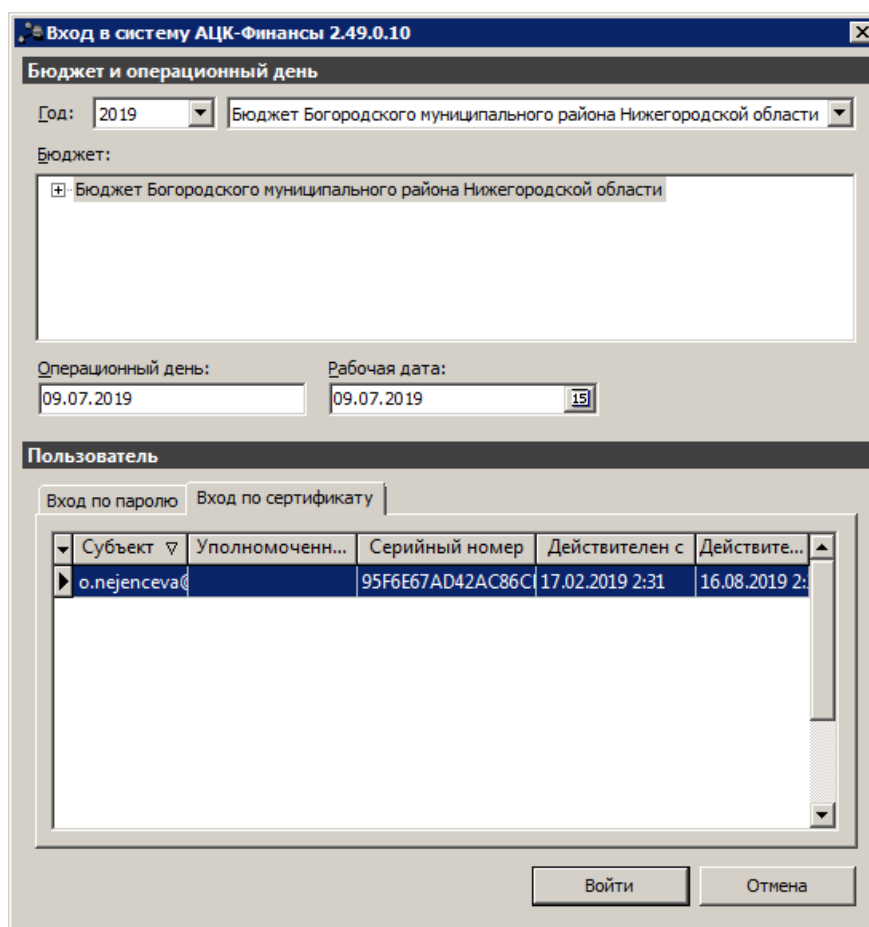 Вход в систему АЦК-Финансы 2.49.0.10
Бюджет и операционный день
Год: 2019 Бюджет Богородского муниципального района Нижегородской области
Бюджет:
Бюджет Богородского муниципального района Нижегородской области
Операционный день: Рабочая дата:
09.07.2019 09.07.2019 15
Пользователь
Вход по паролю Вход по сертификату
Субъект Уполномоченн... Серийный номер Действителен с Действите...
o.nejenceva@ 95F6E67AD42AC86C 17.02.2019 2:31 16.08.2019 2:
Войти Отмена